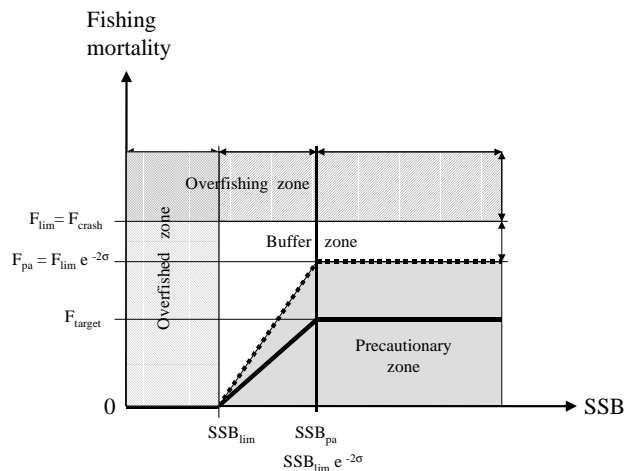 Fishing
mortality
Overfishing zone
F_lim = F_crash
Buffer zone
F_pa = F_lim e^-2σ
Overfished zone
F_target
Precautionary
zone
0
SSB
SSB_lim
SSB_pa
SSB_lim e^-2σ